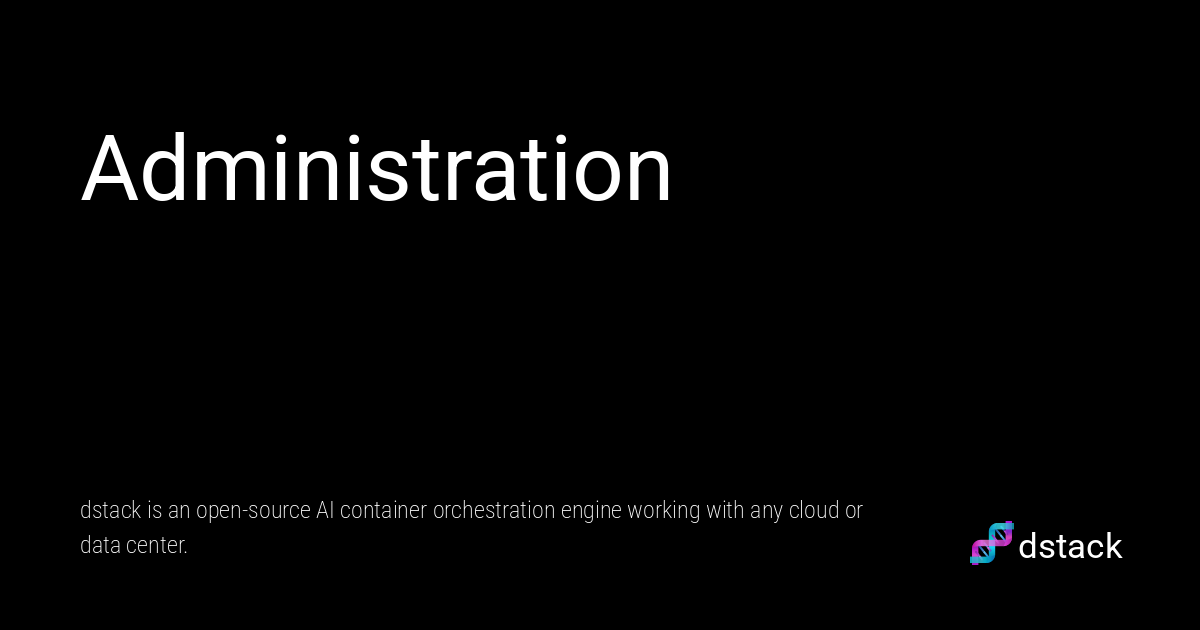 Administration
dstack is an open-source AI container orchestration engine working with any cloud or
data center.
dstack